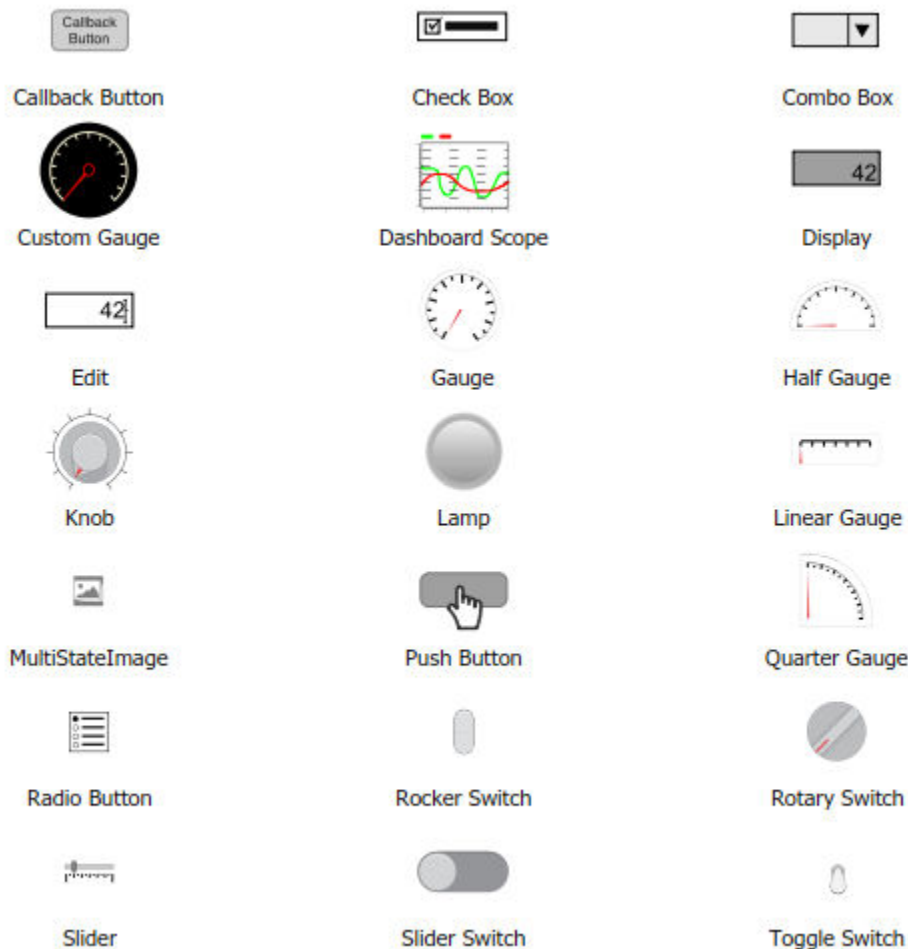 Callback
Button
Callback Button
Check Box
Combo Box
Custom Gauge
Dashboard Scope
42
Display
42
Edit
Gauge
Half Gauge
Knob
Lamp
Linear Gauge
MultiStateImage
Push Button
Quarter Gauge
Radio Button
Rocker Switch
Rotary Switch
Slider
Slider Switch
Toggle Switch